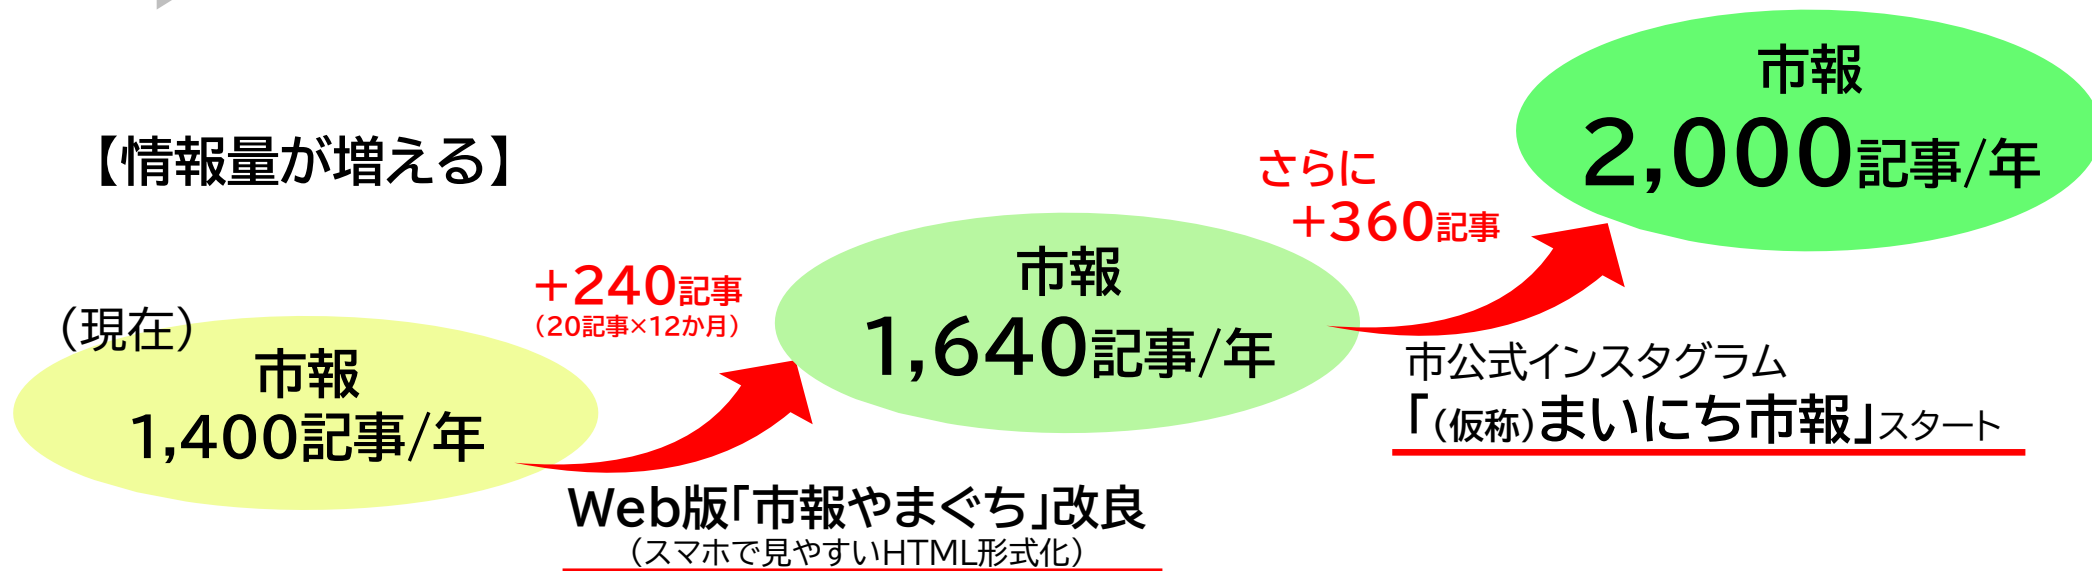 【情報量が増える】
(現在)
市報
1,400記事/年
+240記事
(20記事×12か月)
Web版「市報やまぐち」改良
(スマホで見やすいHTML形式化)
市報
1,640記事/年
さらに
+360記事
市公式インスタグラム
「(仮称)まいにち市報」スタート
市報
2,000記事/年